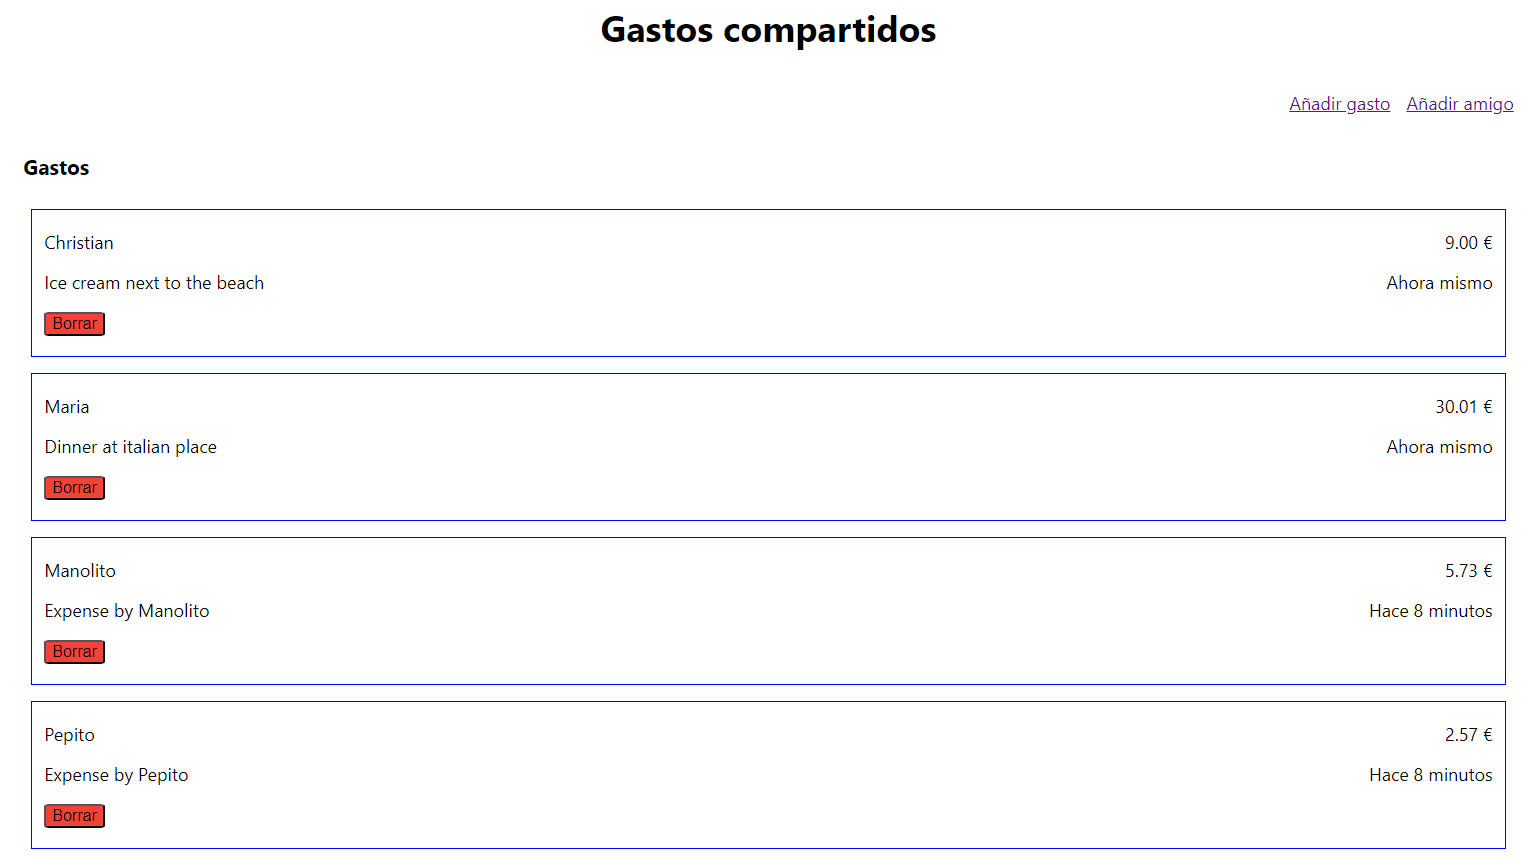 Gastos compartidos
Añadir gasto Añadir amigo
Gastos
Christian 9.00 €
Ice cream next to the beach Ahora mismo
Borrar
Maria 30.01 €
Dinner at italian place Ahora mismo
Borrar
Manolito 5.73 €
Expense by Manolito Hace 8 minutos
Borrar
Pepito 2.57 €
Expense by Pepito Hace 8 minutos
Borrar